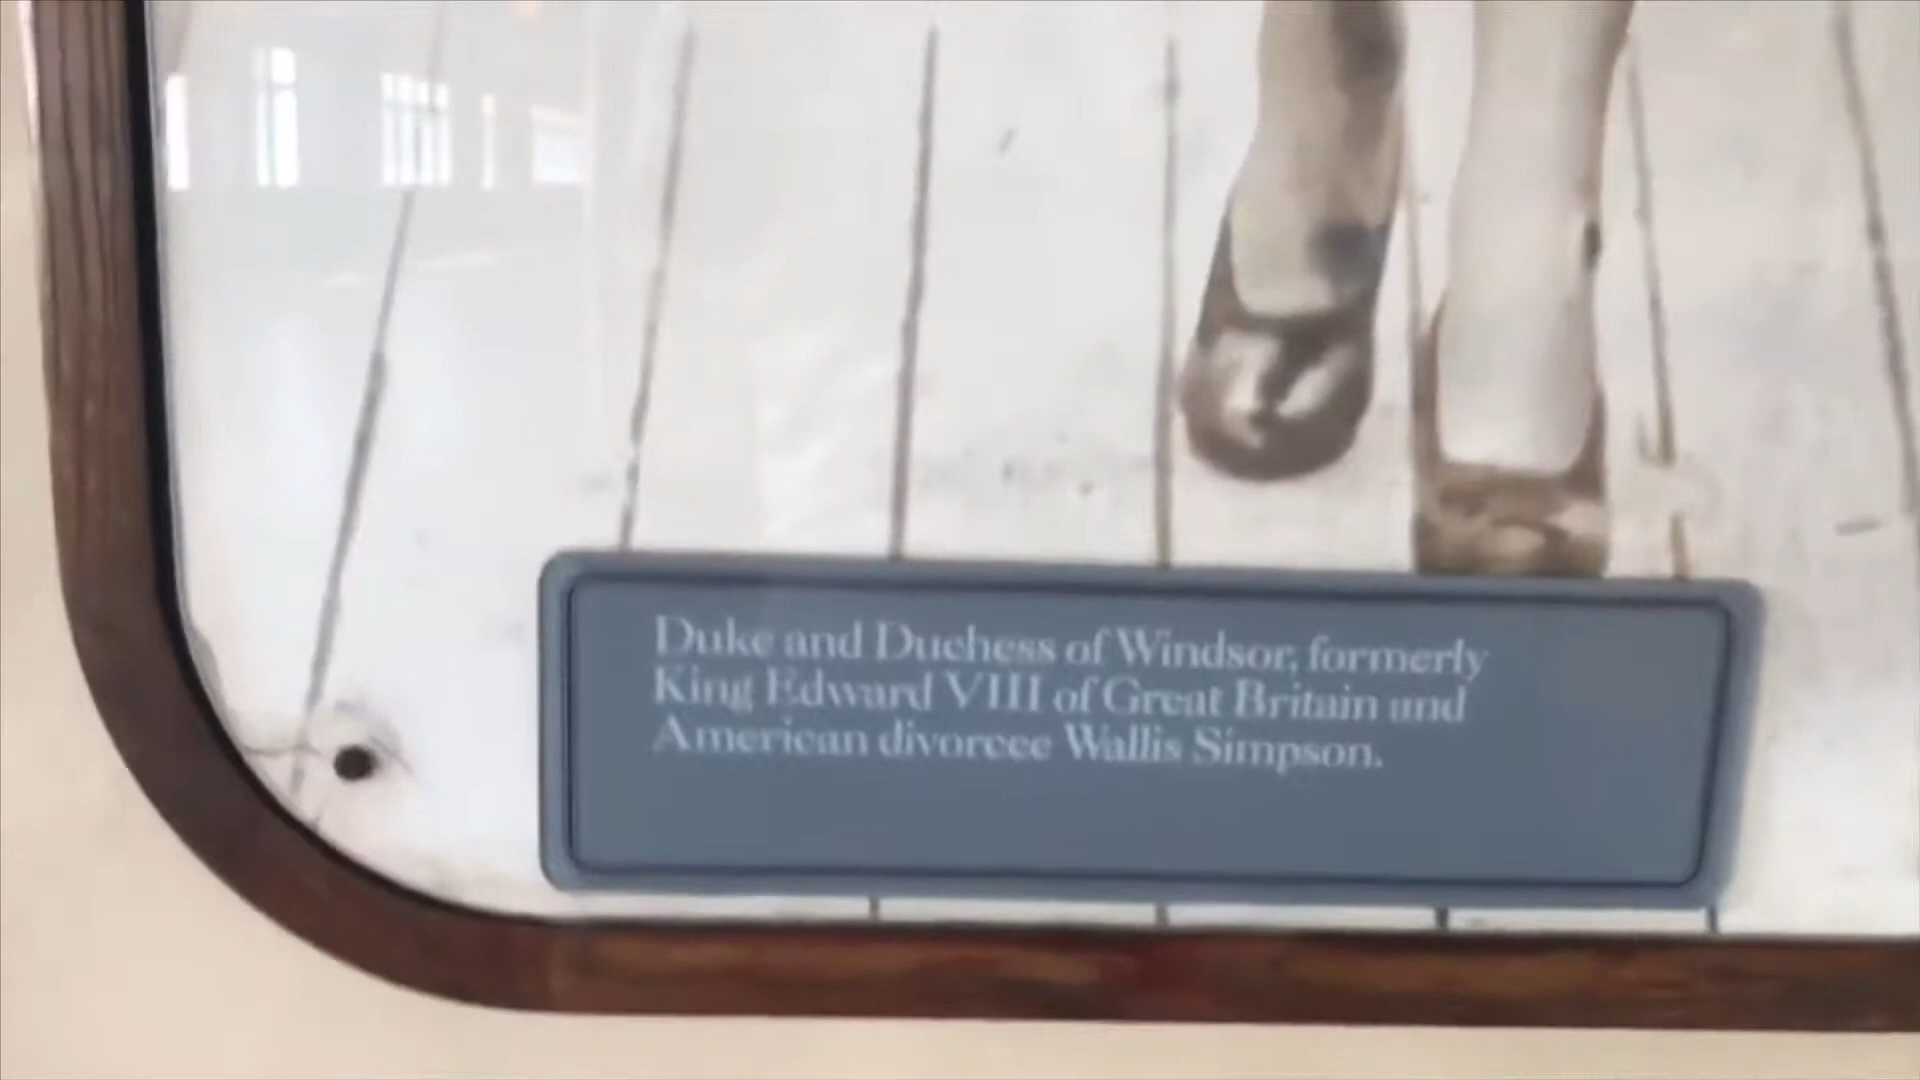 Duke and Duchess of Windsor, formerly
King Edward VIII of Great Britain and
American divorcee Wallis Simpson.